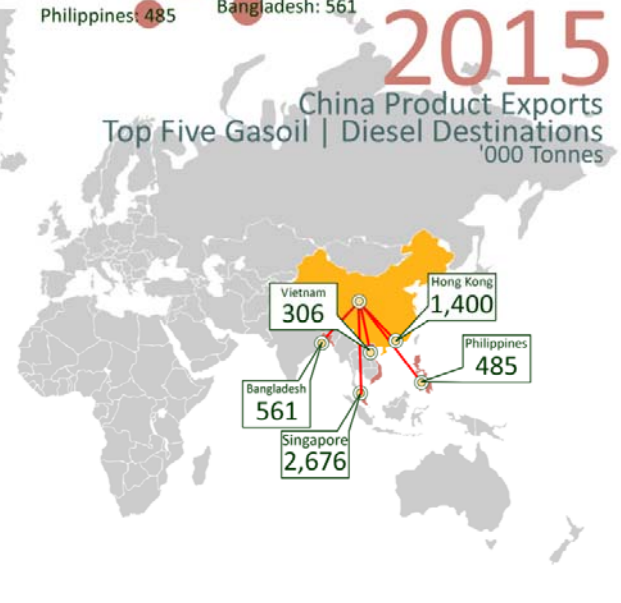 Philippines: 485
Bangladesh: 561
2015
China Product Exports
Top Five Gasoil | Diesel Destinations
'000 Tonnes
Vietnam
306
Hong Kong
1,400
Philippines
485
Bangladesh
561
Singapore
2,676